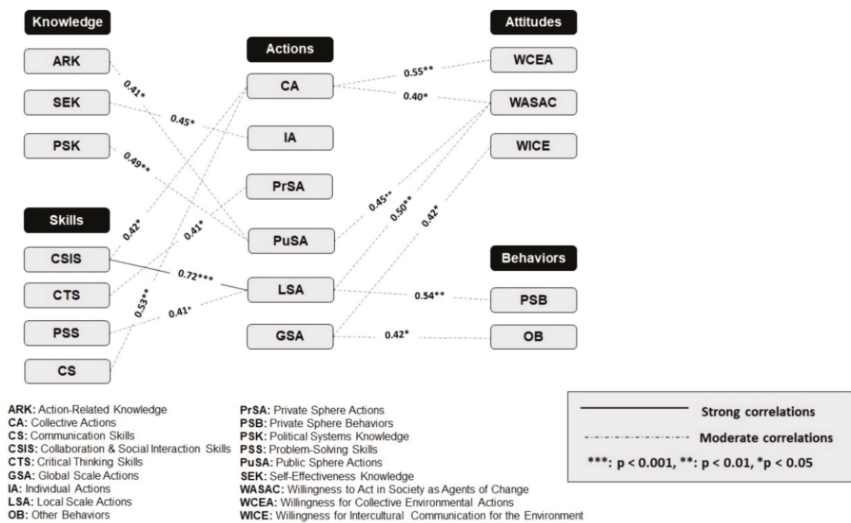 Knowledge
ARK
SEK
PSK
Skills
CSIS
CTS
PSS
CS
Actions
CA
IA
PrSA
PuSA
LSA
GSA
Attitudes
WCEA
WASAC
WICE
Behaviors
PSB
OB
0.41*
0.45*
0.49**
0.42*
0.41*
0.72***
0.53**
0.41*
0.55**
0.40*
0.45**
0.50**
0.42*
0.54**
0.42*
ARK: Action-Related Knowledge
CA: Collective Actions
CS: Communication Skills
CSIS: Collaboration & Social Interaction Skills
CTS: Critical Thinking Skills
GSA: Global Scale Actions
IA: Individual Actions
LSA: Local Scale Actions
OB: Other Behaviors
PrSA: Private Sphere Actions
PSB: Private Sphere Behaviors
PSK: Political Systems Knowledge
PSS: Problem-Solving Skills
PuSA: Public Sphere Actions
SEK: Self-Effectiveness Knowledge
WASAC: Willingness to Act in Society as Agents of Change
WCEA: Willingness for Collective Environmental Actions
WICE: Willingness for Intercultural Communication for the Environment
Strong correlations
Moderate correlations
***: p < 0.001, **: p < 0.01, *p < 0.05